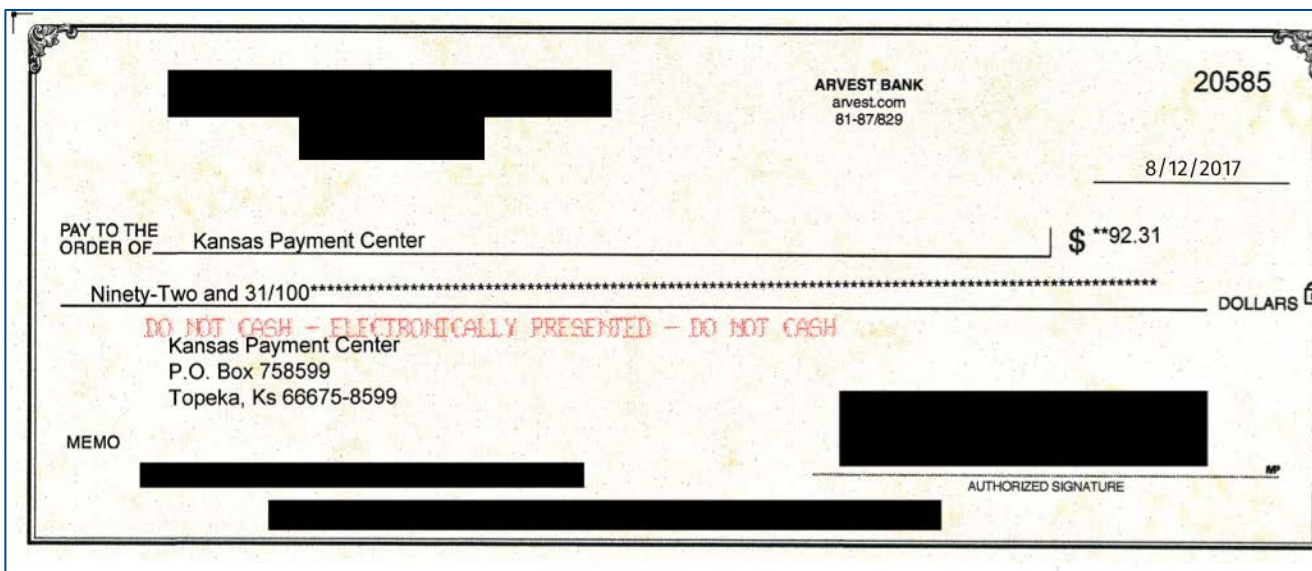 ARVEST BANK
arvest.com
81-87/829
20585
8/12/2017
PAY TO THE
ORDER OF Kansas Payment Center $ **92.31
Ninety-Two and 31/100****************************************************************************************************** DOLLARS
DO NOT CASH - ELECTRONICALLY PRESENTED - DO NOT CASH
Kansas Payment Center
P.O. Box 758599
Topeka, Ks 66675-8599
MEMO
MP
AUTHORIZED SIGNATURE